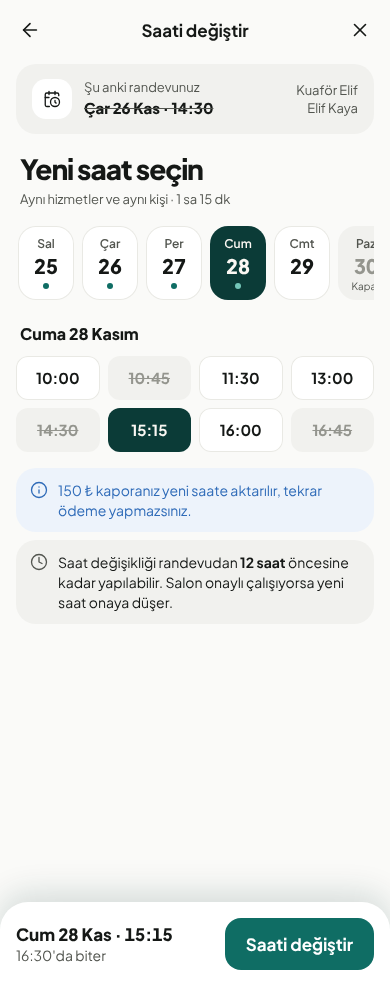 Saati değiştir
Şu anki randevunuz
Çar 26 Kas · 14:30
Kuaför Elif
Elif Kaya
Yeni saat seçin
Aynı hizmetler ve aynı kişi · 1 sa 15 dk
Sal Çar Per Cum Cmt Paz
25 26 27 28 29 30
Kapa
Cuma 28 Kasım
10:00 10:45 11:30 13:00
14:30 15:15 16:00 16:45
150 ₺ kaporanız yeni saate aktarılır, tekrar
ödeme yapmazsınız.
Saat değişikliği randevudan 12 saat öncesine
kadar yapılabilir. Salon onaylı çalışıyorsa yeni
saat onaya düşer.
Cum 28 Kas · 15:15
16:30'da biter
Saati değiştir